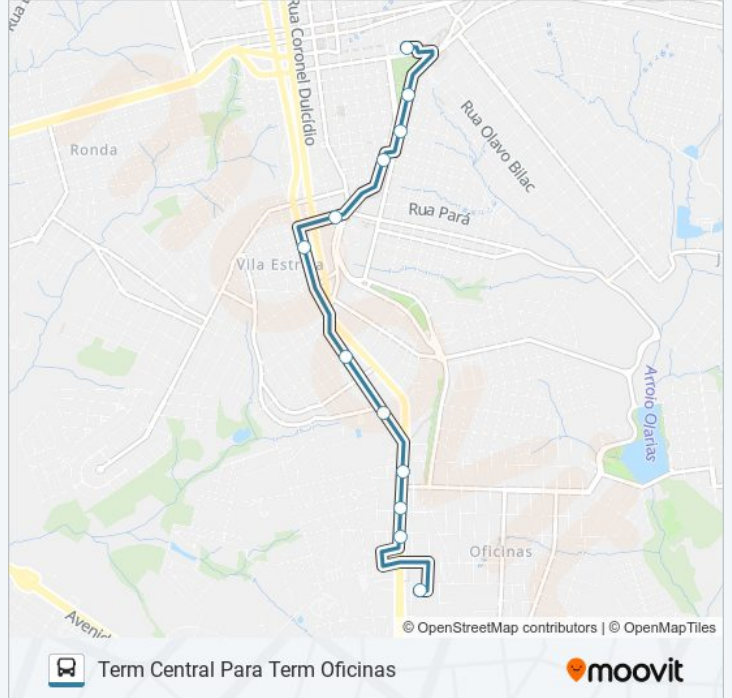 Rua
Rua Coronel Dulcídio
Ronda
Rua Olavo Bilac
Rua Pará
Vila Estrela
J
Arroio Olarias
Oficinas
Avenid
© OpenStreetMap contributors | © OpenMapTiles
Term Central Para Term Oficinas
moovit